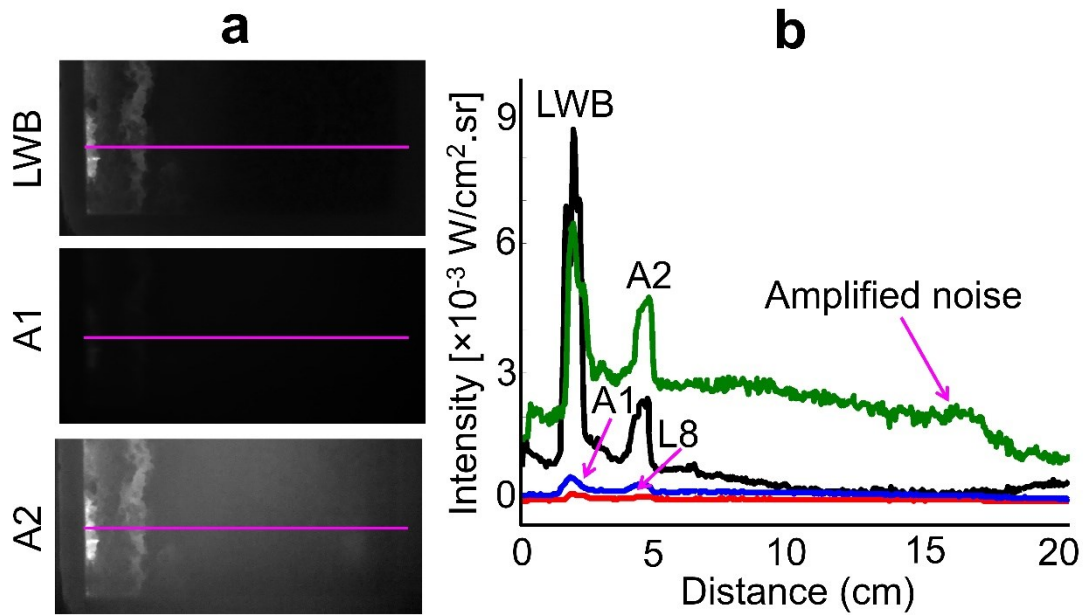 a
LWB
A1
A2
b
Intensity [×10⁻³ W/cm².sr]
9
6
3
0
LWB
A2
Amplified noise
A1
L8
0 5 10 15 20
Distance (cm)